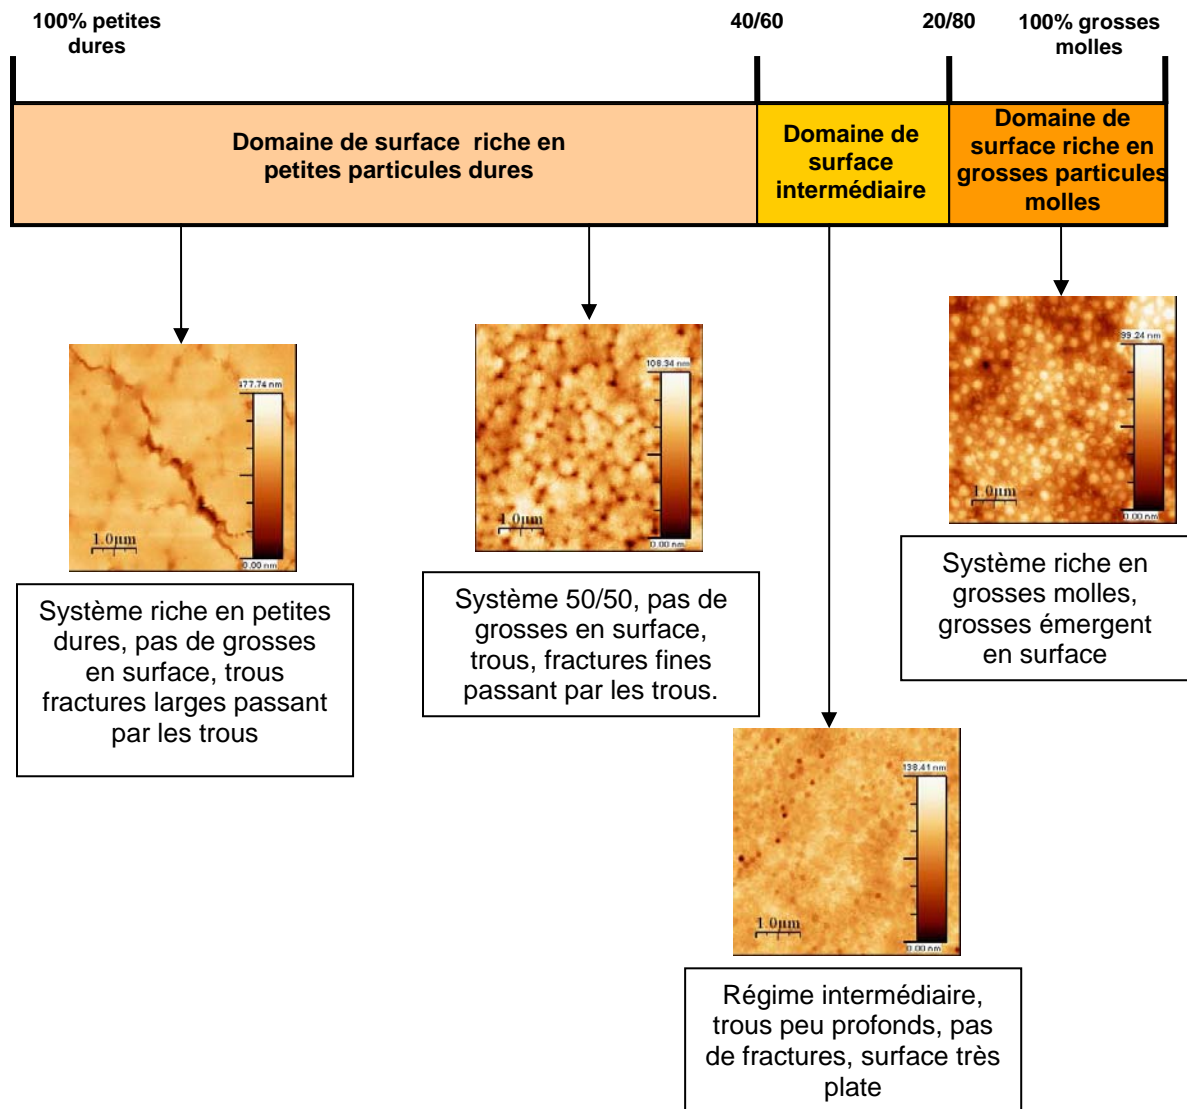 100% petites
dures
40/60
20/80
100% grosses
molles
Domaine de surface riche en
petites particules dures
Domaine de
surface
intermédiaire
Domaine de
surface riche en
grosses particules
molles
477.74 nm
1.0µm
0.00 nm
Système riche en petites
dures, pas de grosses
en surface, trous
fractures larges passant
par les trous
108.34 nm
1.0µm
0.00 nm
Système 50/50, pas de
grosses en surface,
trous, fractures fines
passant par les trous.
99.24 nm
1.0µm
0.00 nm
Système riche en
grosses molles,
grosses émergent
en surface
138.41 nm
1.0µm
0.00 nm
Régime intermédiaire,
trous peu profonds, pas
de fractures, surface très
plate